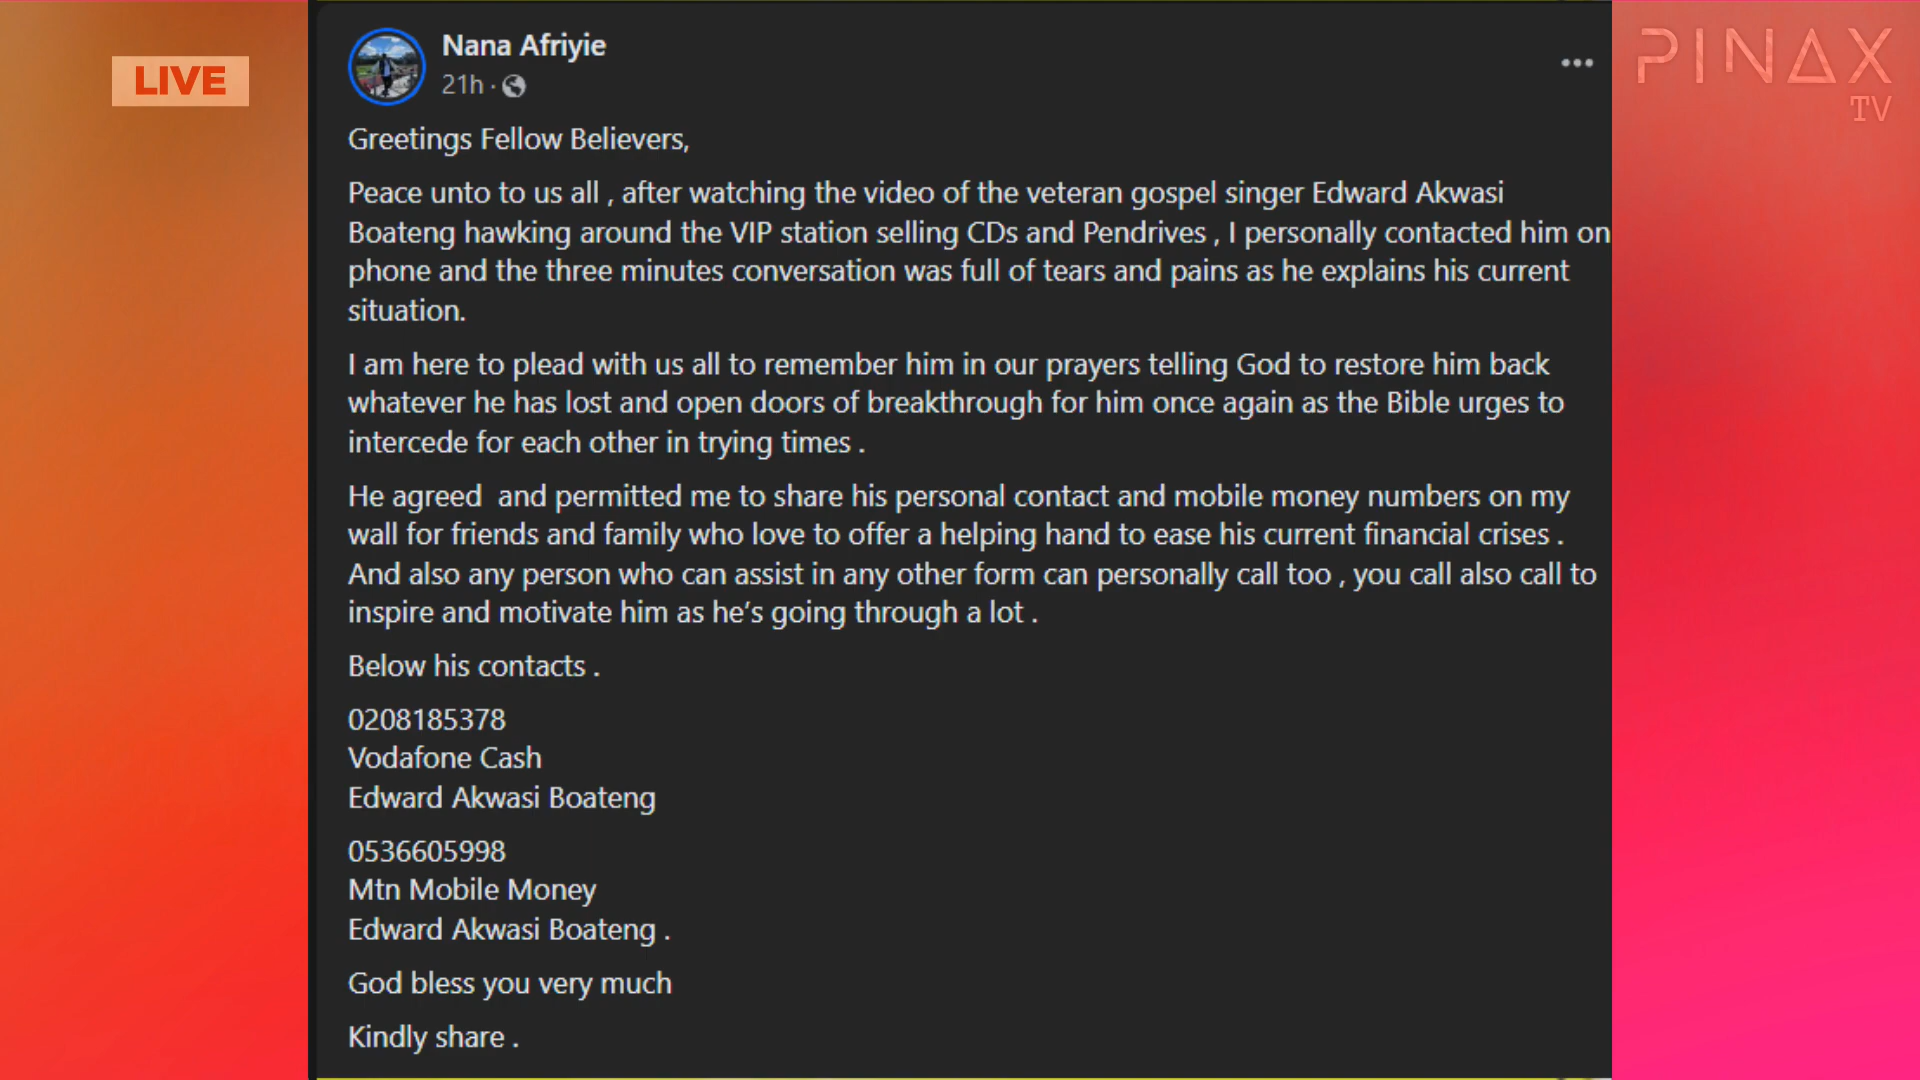 LIVE
PINAX
TV
Nana Afriyie
21h ·
Greetings Fellow Believers,
Peace unto to us all , after watching the video of the veteran gospel singer Edward Akwasi
Boateng hawking around the VIP station selling CDs and Pendrives , I personally contacted him on
phone and the three minutes conversation was full of tears and pains as he explains his current
situation.
I am here to plead with us all to remember him in our prayers telling God to restore him back
whatever he has lost and open doors of breakthrough for him once again as the Bible urges to
intercede for each other in trying times .
He agreed  and permitted me to share his personal contact and mobile money numbers on my
wall for friends and family who love to offer a helping hand to ease his current financial crises .
And also any person who can assist in any other form can personally call too , you call also call to
inspire and motivate him as he’s going through a lot .
Below his contacts .
0208185378
Vodafone Cash
Edward Akwasi Boateng
0536605998
Mtn Mobile Money
Edward Akwasi Boateng .
God bless you very much
Kindly share .